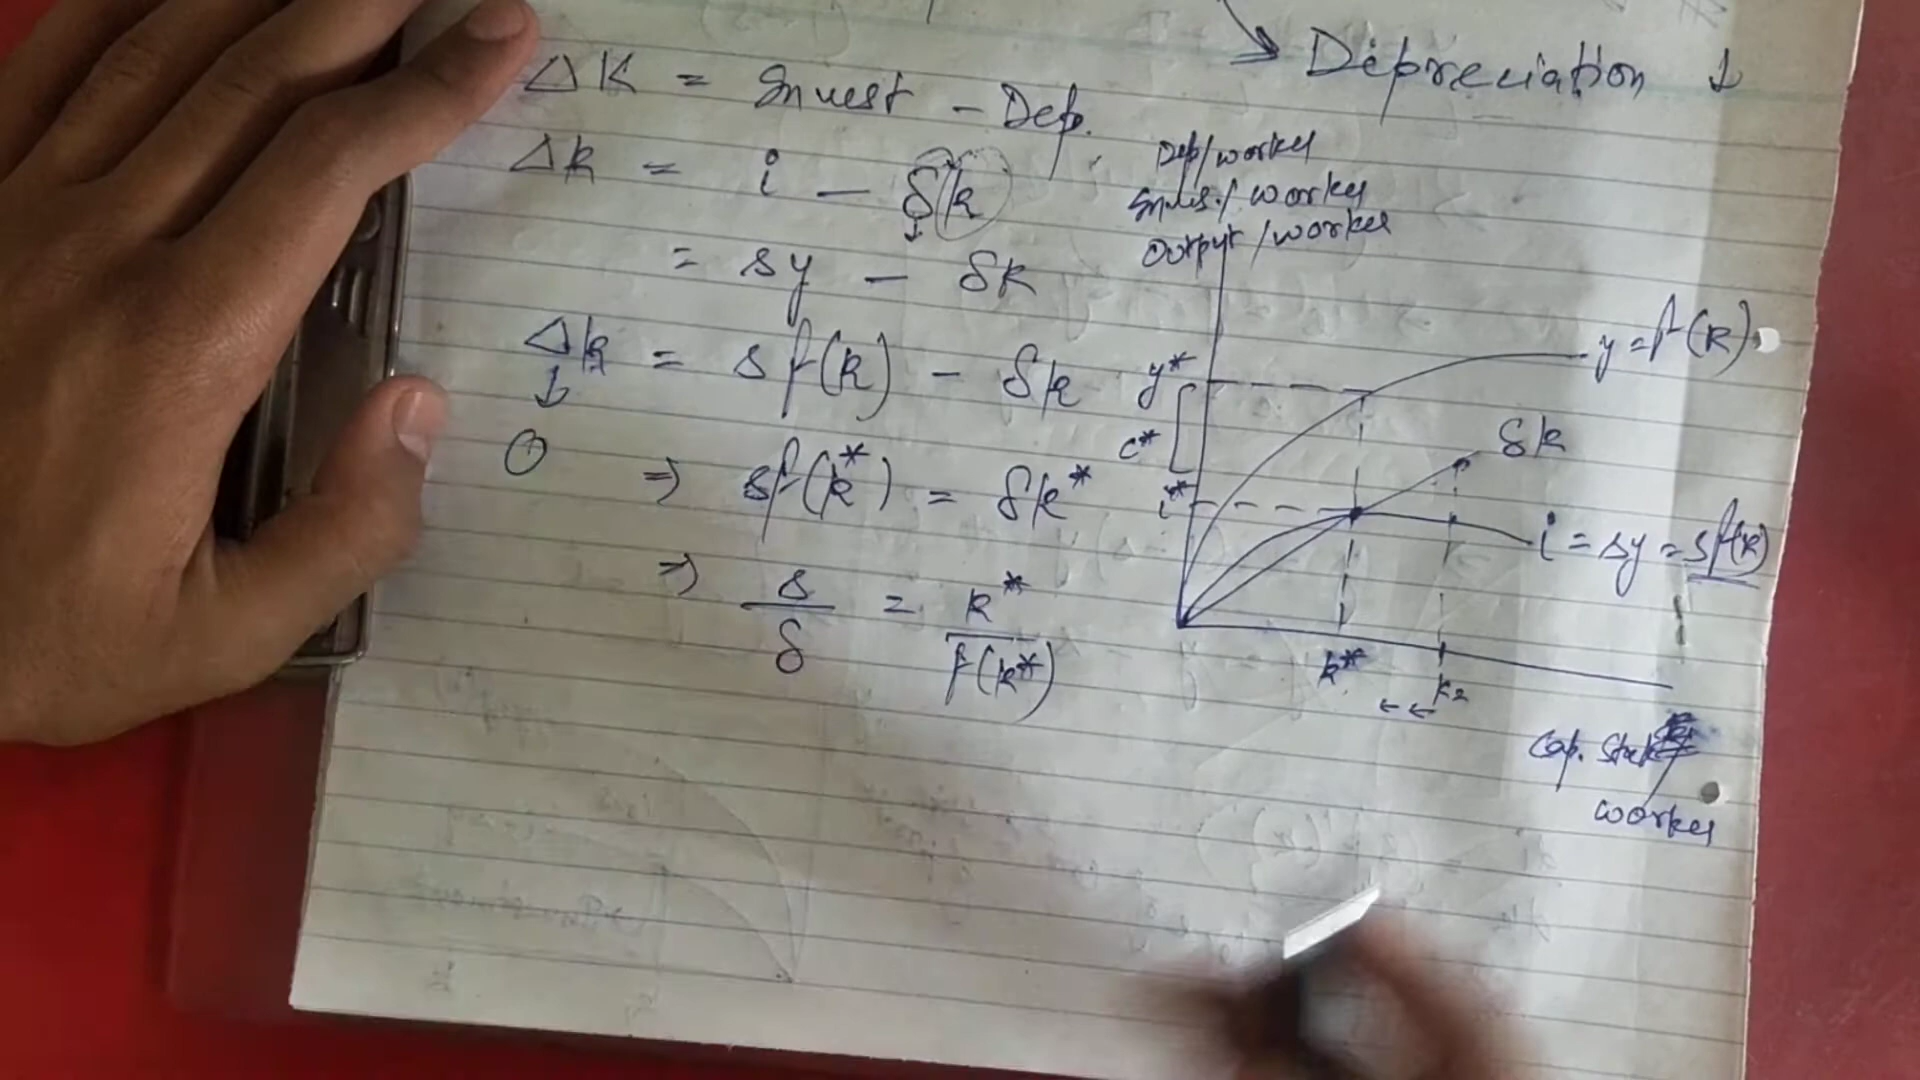 → Depreciation ↓
ΔK = Invest - Dep.
Δk = i - δk
= sy - δk
Δk = sf(k) - δk
↓
0
⇒ sf(k*) = δk*
⇒ s/δ = k*/f(k*)
Dep/worker
/worker
Output/worker
y = f(k)
y*
δk
c*
i*
i = sy = sf(k)
k*
k2
← ←
Cap. Stock/
worker